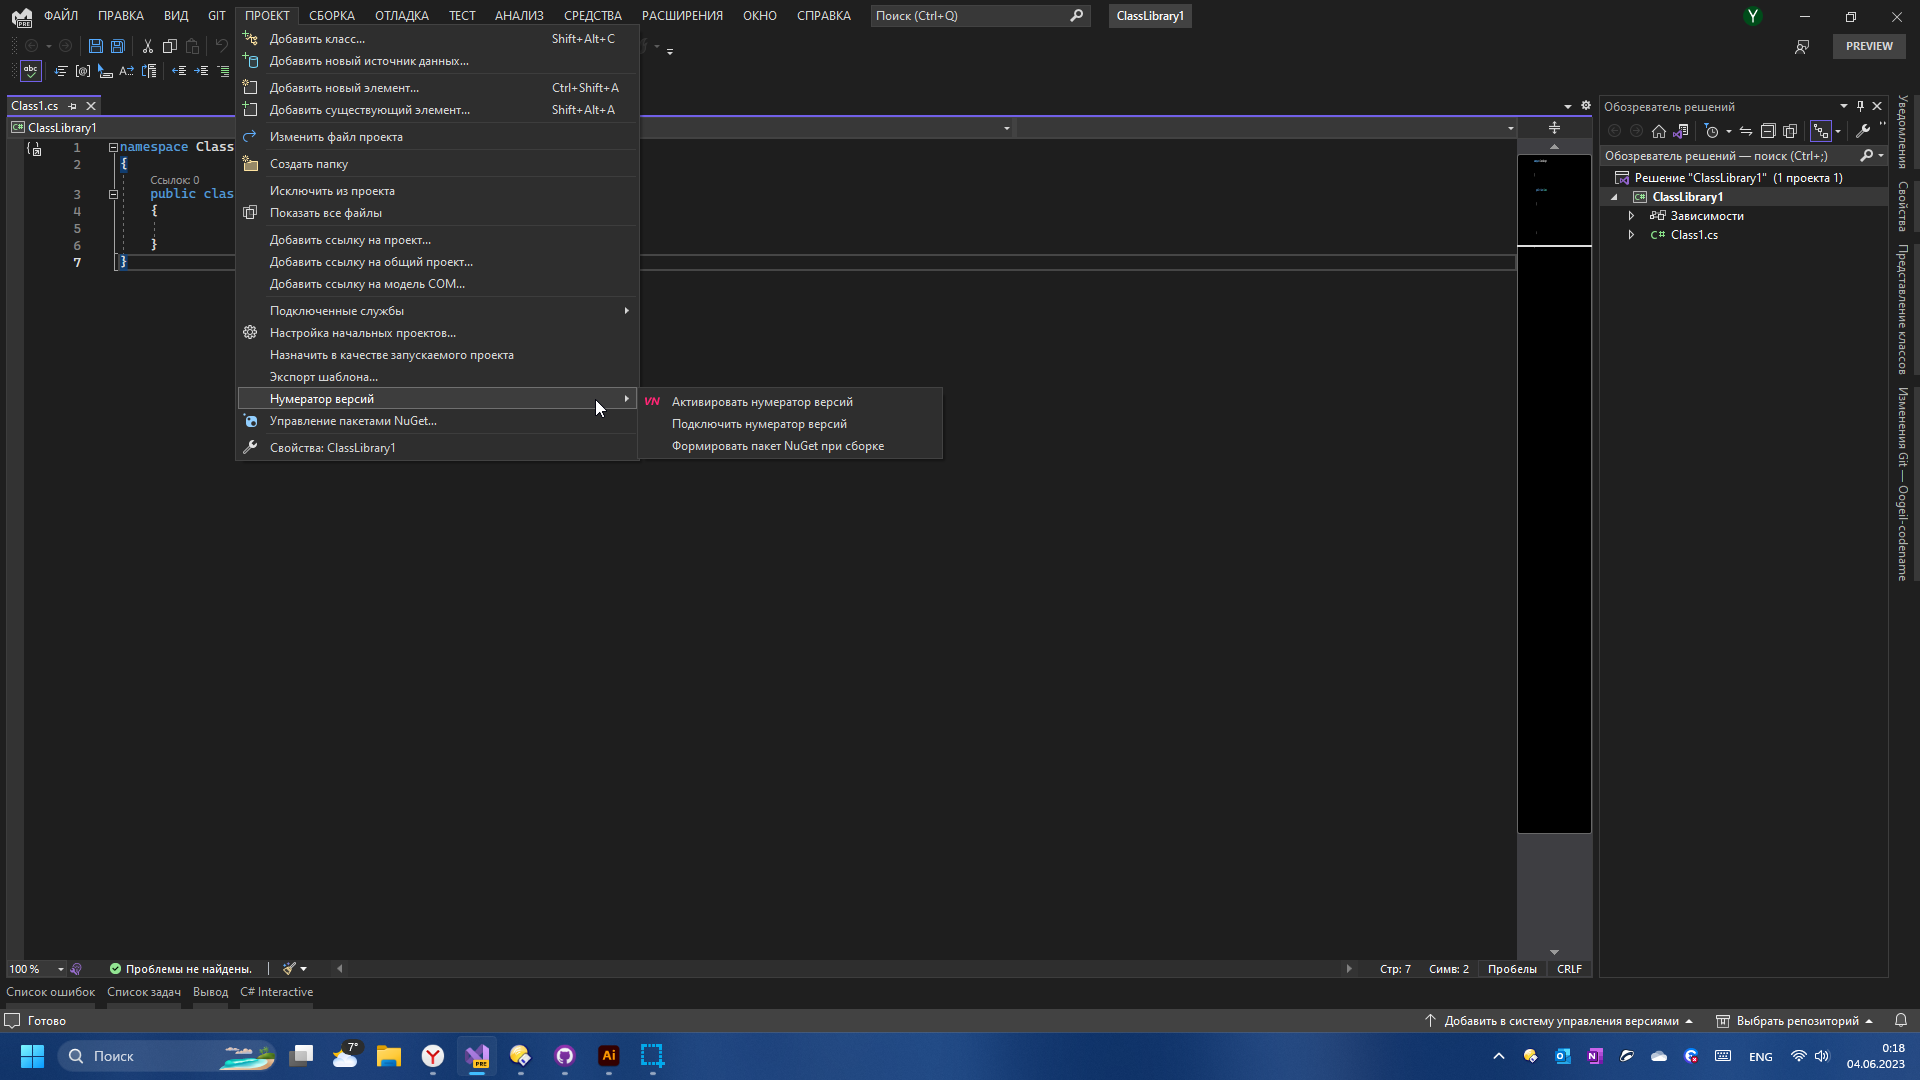 ФАЙЛ ПРАВКА ВИД GIT ПРОЕКТ СБОРКА ОТЛАДКА ТЕСТ АНАЛИЗ СРЕДСТВА РАСШИРЕНИЯ ОКНО СПРАВКА Поиск (Ctrl+Q) ClassLibrary1 Y
PREVIEW
Добавить класс... Shift+Alt+C
Добавить новый источник данных...
Добавить новый элемент... Ctrl+Shift+A
Добавить существующий элемент... Shift+Alt+A
Изменить файл проекта
Создать папку
Исключить из проекта
Показать все файлы
Добавить ссылку на проект...
Добавить ссылку на общий проект...
Добавить ссылку на модель COM...
Подключенные службы
Настройка начальных проектов...
Назначить в качестве запускаемого проекта
Экспорт шаблона...
Нумератор версий
Управление пакетами NuGet...
Свойства: ClassLibrary1
VN Активировать нумератор версий
Подключить нумератор версий
Формировать пакет NuGet при сборке
Class1.cs
C# ClassLibrary1
1 namespace Class
2 {
Ссылок: 0
3 public clas
4 {
5
6 }
7 }
Обозреватель решений
Обозреватель решений — поиск (Ctrl+;)
Решение "ClassLibrary1" (1 проекта 1)
C# ClassLibrary1
Зависимости
C# Class1.cs
Уведомления
Свойства
Представление классов
Изменения Git — Oogeil-codename
100 % Проблемы не найдены. Стр: 7 Симв: 2 Пробелы CRLF
Список ошибок Список задач Вывод C# Interactive
Готово Добавить в систему управления версиями Выбрать репозиторий
Поиск 7° PRE Ai ENG 0:18
04.06.2023